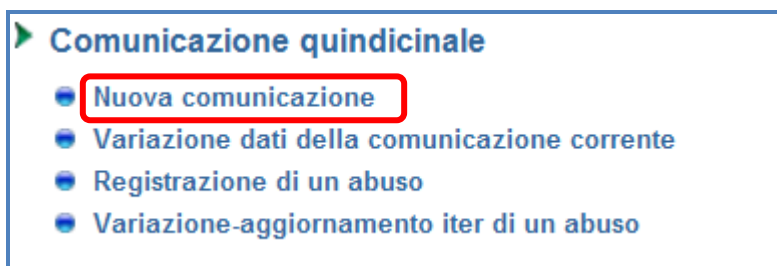 Comunicazione quindicinale
Nuova comunicazione
Variazione dati della comunicazione corrente
Registrazione di un abuso
Variazione-aggiornamento iter di un abuso